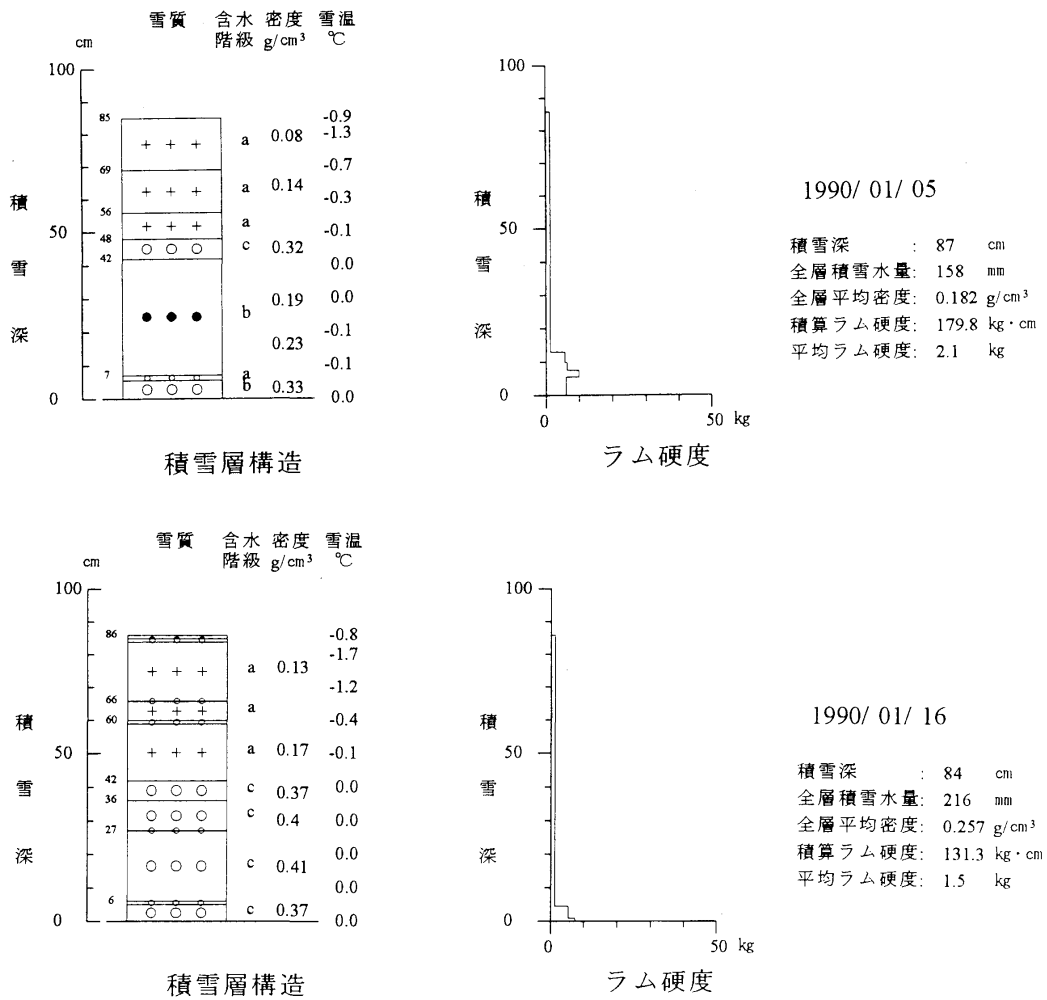 雪質 含水 密度 雪温
cm 階級 g/cm³ ℃
100
85 -0.9
a 0.08 -1.3
69 -0.7
a 0.14
-0.3
56
a -0.1
50 48
c 0.32
42 0.0
0.19 0.0
b
-0.1
0.23
-0.1
7 a
b 0.33
0 0.0
積雪深
積雪層構造
100
50
0
0 50 kg
積雪深
ラム硬度
1990/ 01/ 05
積雪深 : 87 cm
全層積雪水量: 158 mm
全層平均密度: 0.182 g/cm³
積算ラム硬度: 179.8 kg・cm
平均ラム硬度: 2.1 kg
雪質 含水 密度 雪温
cm 階級 g/cm³ ℃
100
86 -0.8
-1.7
a 0.13
-1.2
66
a
60 -0.4
50 a 0.17 -0.1
42 0.0
c 0.37
36
c 0.4 0.0
27
0.0
c 0.41
0.0
6
c 0.37
0 0.0
積雪深
積雪層構造
100
50
0
0 50 kg
積雪深
ラム硬度
1990/ 01/ 16
積雪深 : 84 cm
全層積雪水量: 216 mm
全層平均密度: 0.257 g/cm³
積算ラム硬度: 131.3 kg・cm
平均ラム硬度: 1.5 kg